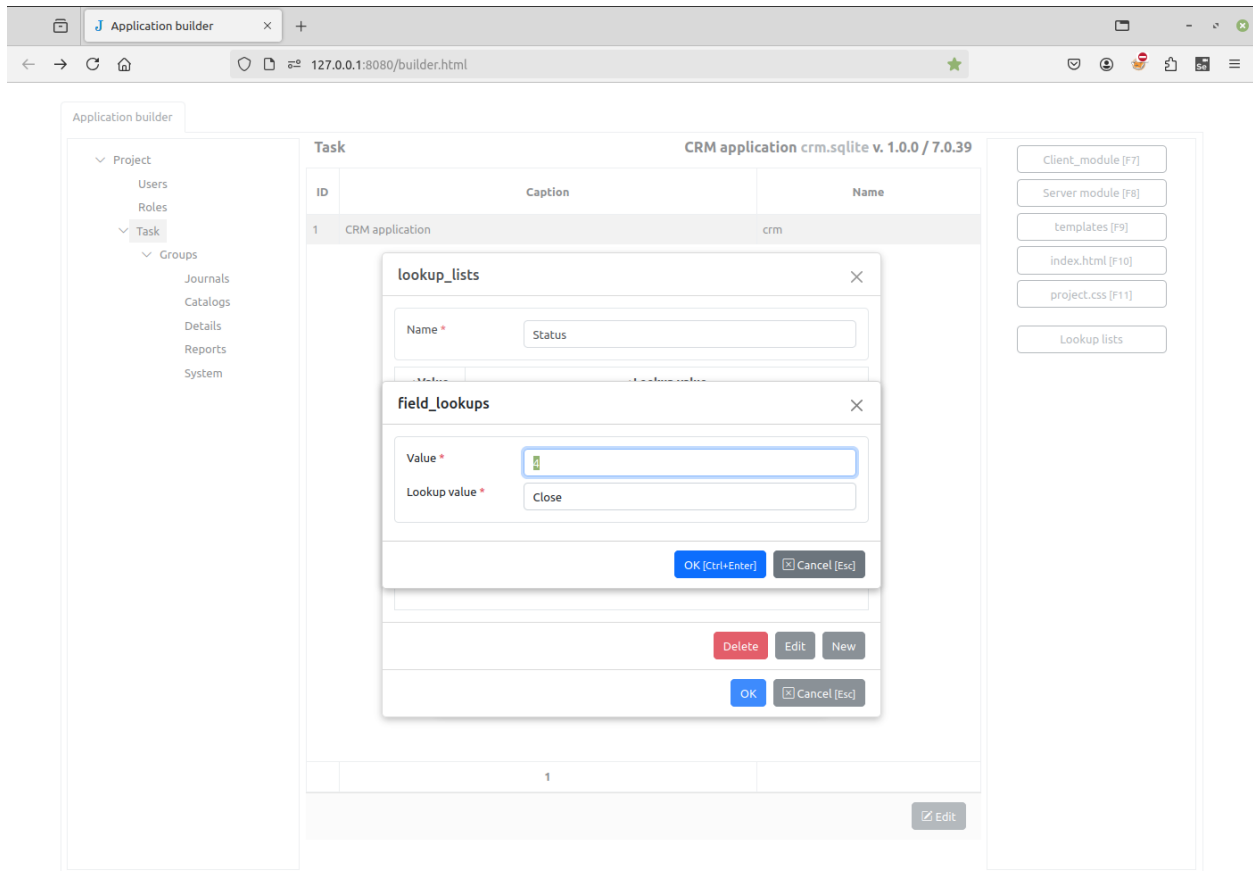 Application builder
127.0.0.1:8080/builder.html
Application builder
Project
Users
Roles
Task
Groups
Journals
Catalogs
Details
Reports
System
Task
CRM application crm.sqlite v. 1.0.0 / 7.0.39
ID Caption Name
1 CRM application crm
lookup_lists
Name *
Status
field_lookups
Value *
4
Lookup value *
Close
OK [Ctrl+Enter]
Cancel [Esc]
Delete
Edit
New
OK
Cancel [Esc]
1
Edit
Client_module [F7]
Server module [F8]
templates [F9]
index.html [F10]
project.css [F11]
Lookup lists